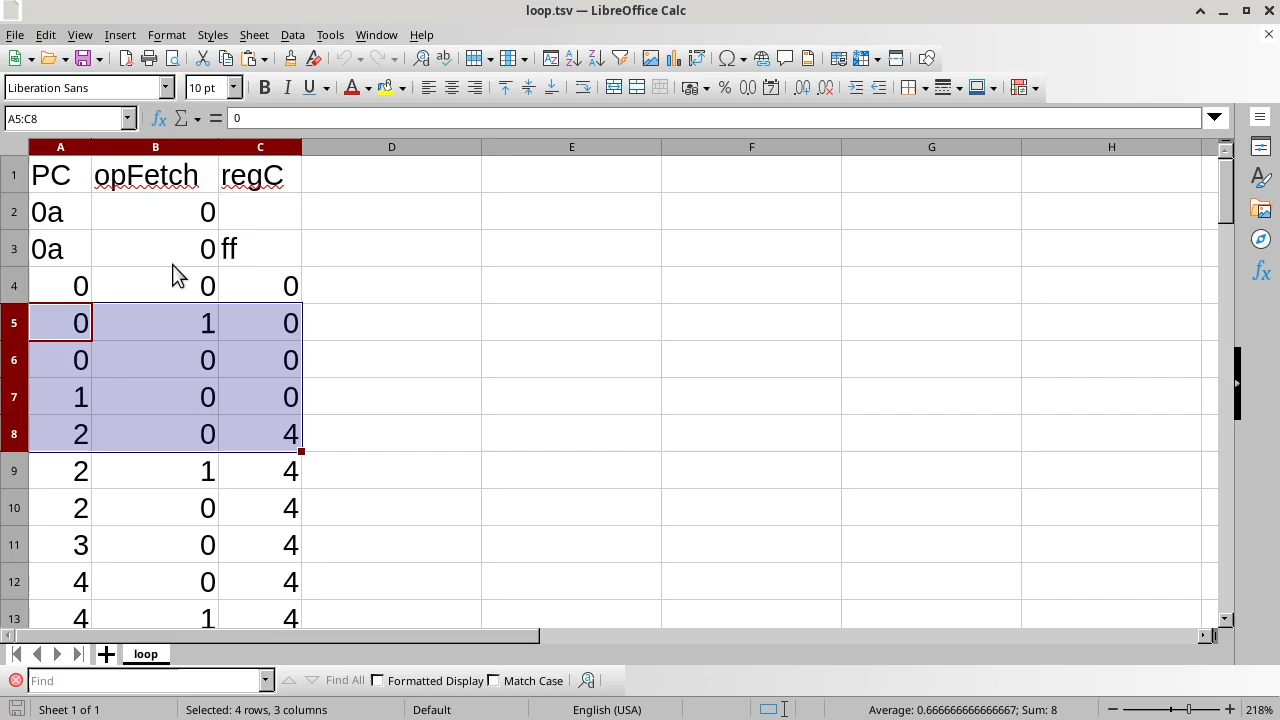 loop.tsv — LibreOffice Calc
File Edit View Insert Format Styles Sheet Data Tools Window Help
Liberation Sans 10 pt
A5:C8 0
A B C D E F G H
1 PC opFetch regC
2 0a 0
3 0a 0 ff
4 0 0 0
5 0 1 0
6 0 0 0
7 1 0 0
8 2 0 4
9 2 1 4
10 2 0 4
11 3 0 4
12 4 0 4
13 4 1 4
loop
Find Find All Formatted Display Match Case
Sheet 1 of 1 Selected: 4 rows, 3 columns Default English (USA) Average: 0.666666666666667; Sum: 8 218%